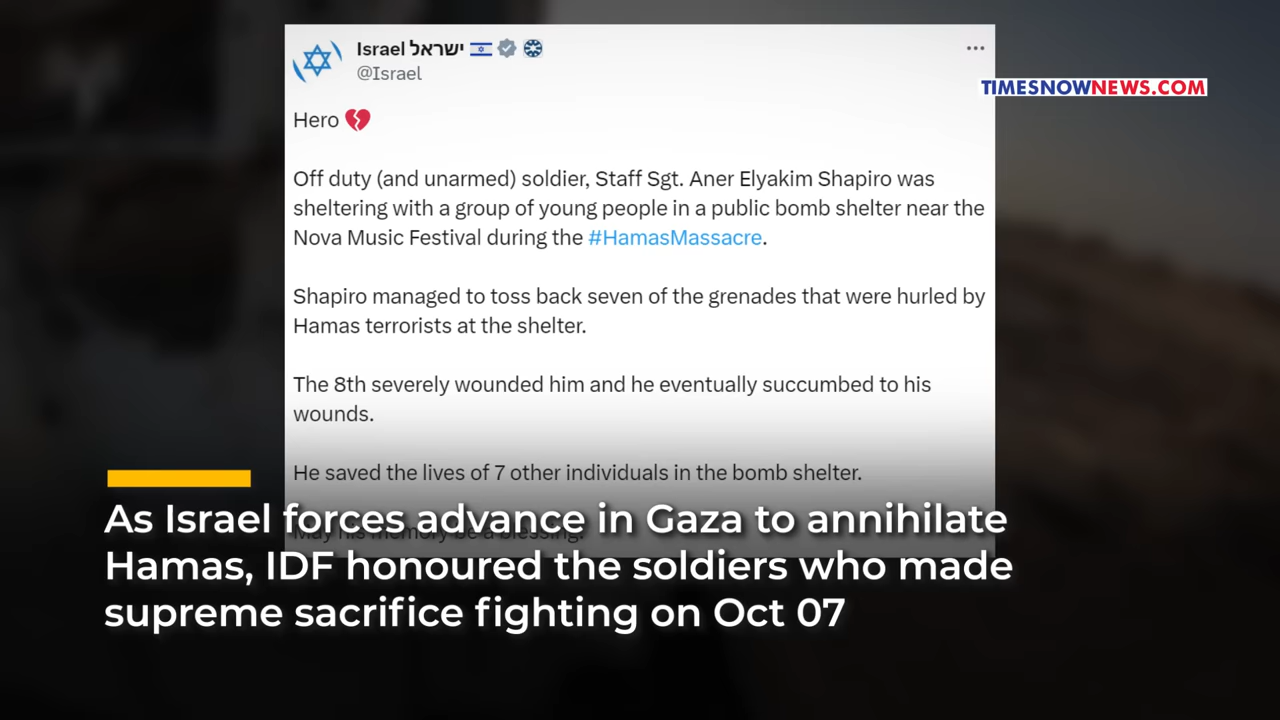 Israel ישראל
@Israel
TIMESNOWNEWS.COM
Hero
Off duty (and unarmed) soldier, Staff Sgt. Aner Elyakim Shapiro was
sheltering with a group of young people in a public bomb shelter near the
Nova Music Festival during the #HamasMassacre.
Shapiro managed to toss back seven of the grenades that were hurled by
Hamas terrorists at the shelter.
The 8th severely wounded him and he eventually succumbed to his
wounds.
He saved the lives of 7 other individuals in the bomb shelter.
May his memory be a blessing.
As Israel forces advance in Gaza to annihilate
Hamas, IDF honoured the soldiers who made
supreme sacrifice fighting on Oct 07